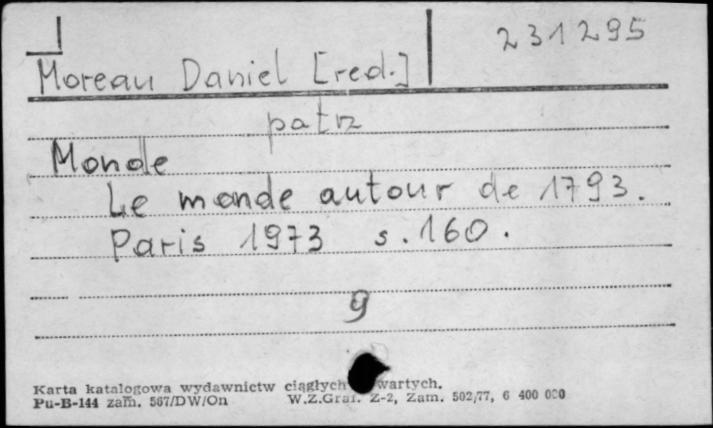 231295
Moreau Daniel [red.]
patrz
Monde
Le monde autour de 1793.
Paris 1973 s. 160.
9
Karta katalogowa wydawnictw ciągłych wartych.
Pu-B-144 zam. 567/DW/On W.Z.Graf. Z-2, Zam. 502/77, 6 400 000